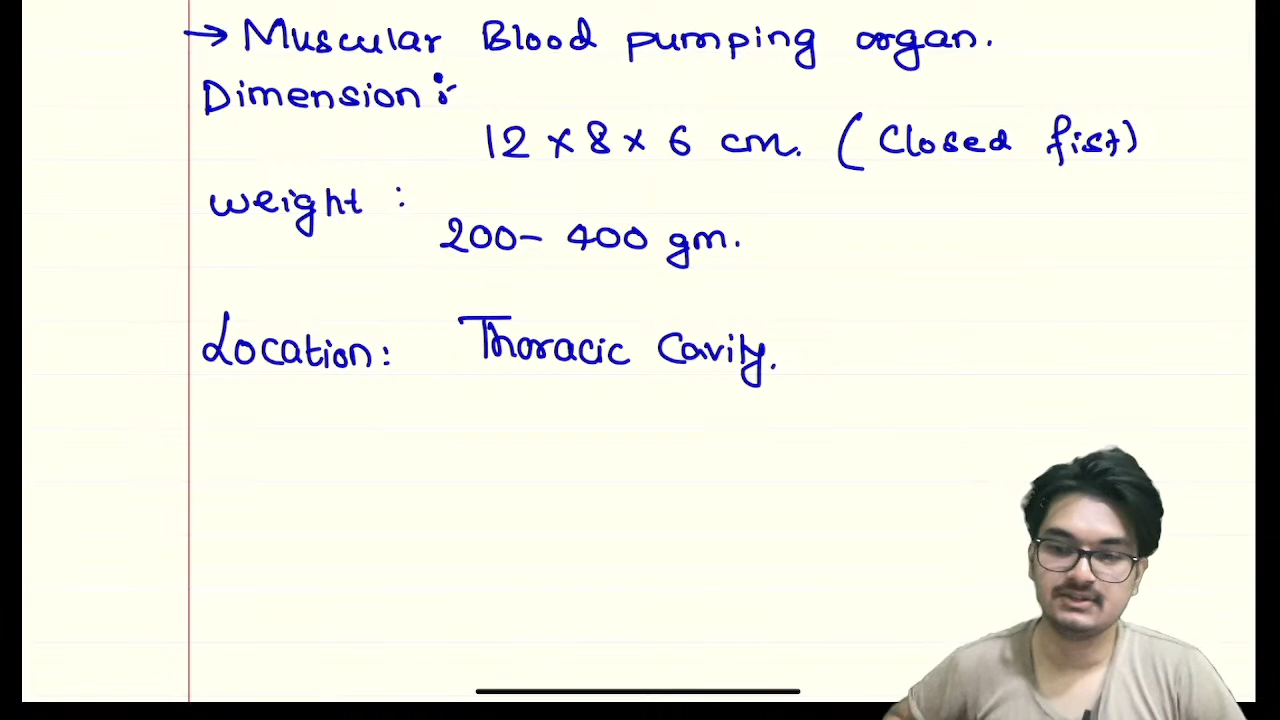 → Muscular Blood pumping organ.
Dimension :
12 x 8 x 6 cm. (Closed fist)
weight :
200- 400 gm.
Location: Thoracic Cavity.